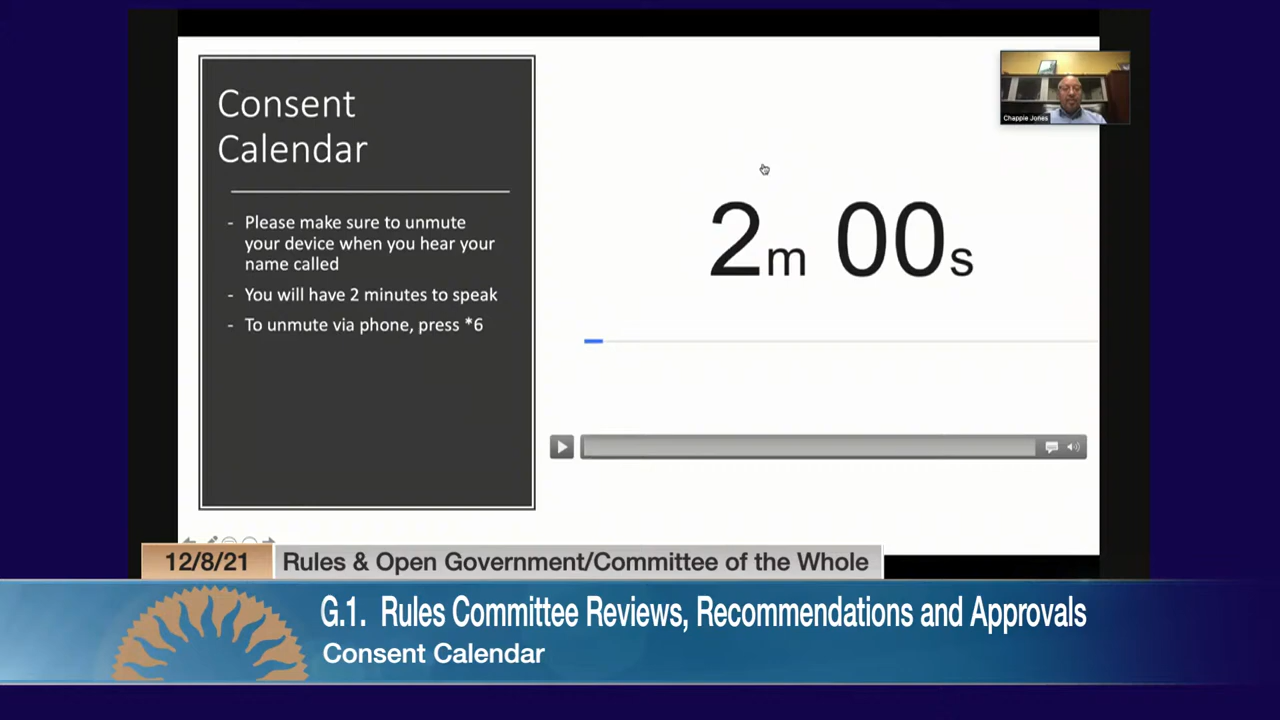 Consent
Calendar
- Please make sure to unmute
your device when you hear your
name called
- You will have 2 minutes to speak
- To unmute via phone, press *6
Chappie Jones
2m 00s
12/8/21
Rules & Open Government/Committee of the Whole
G.1. Rules Committee Reviews, Recommendations and Approvals
Consent Calendar